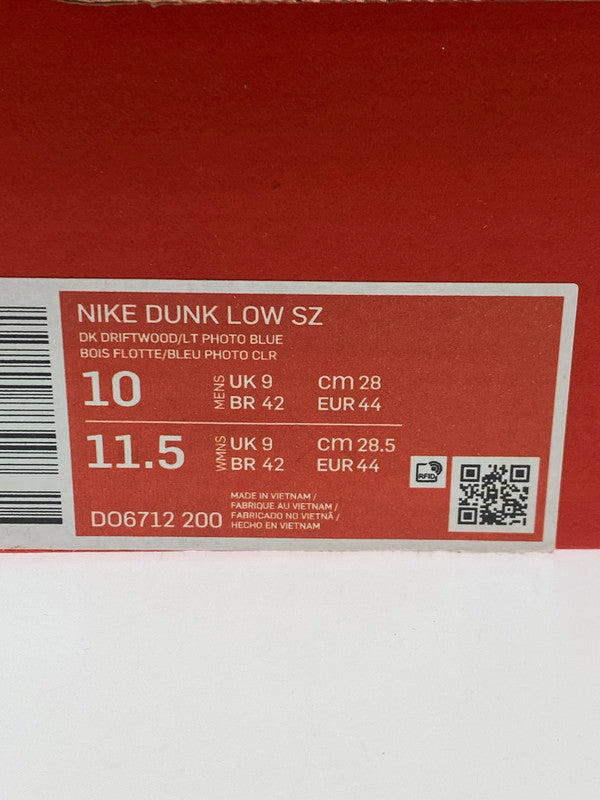 NIKE DUNK LOW SZ
DK DRIFTWOOD/LT PHOTO BLUE
BOIS FLOTTE/BLEU PHOTO CLR
10 MENS UK 9 cm 28
BR 42 EUR 44
11.5 WMNS UK 9 cm 28.5
BR 42 EUR 44
RFID
DO6712 200
MADE IN VIETNAM /
FABRIQUE AU VIETNAM /
FABRICADO NO VIETNÃ /
HECHO EN VIETNAM